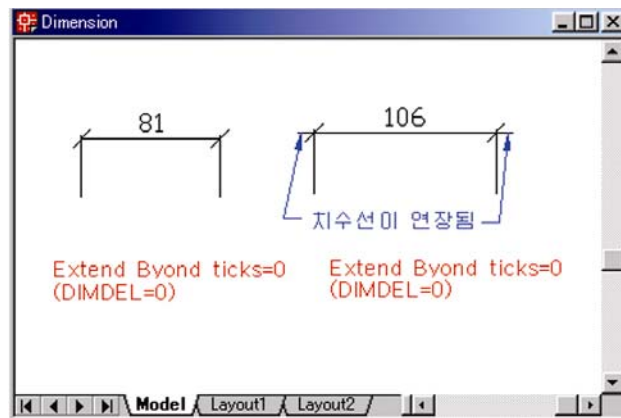 Dimension
81
106
치수선이 연장됨
Extend Byond ticks=0
(DIMDEL=0)
Extend Byond ticks=0
(DIMDEL=0)
Model Layout1 Layout2